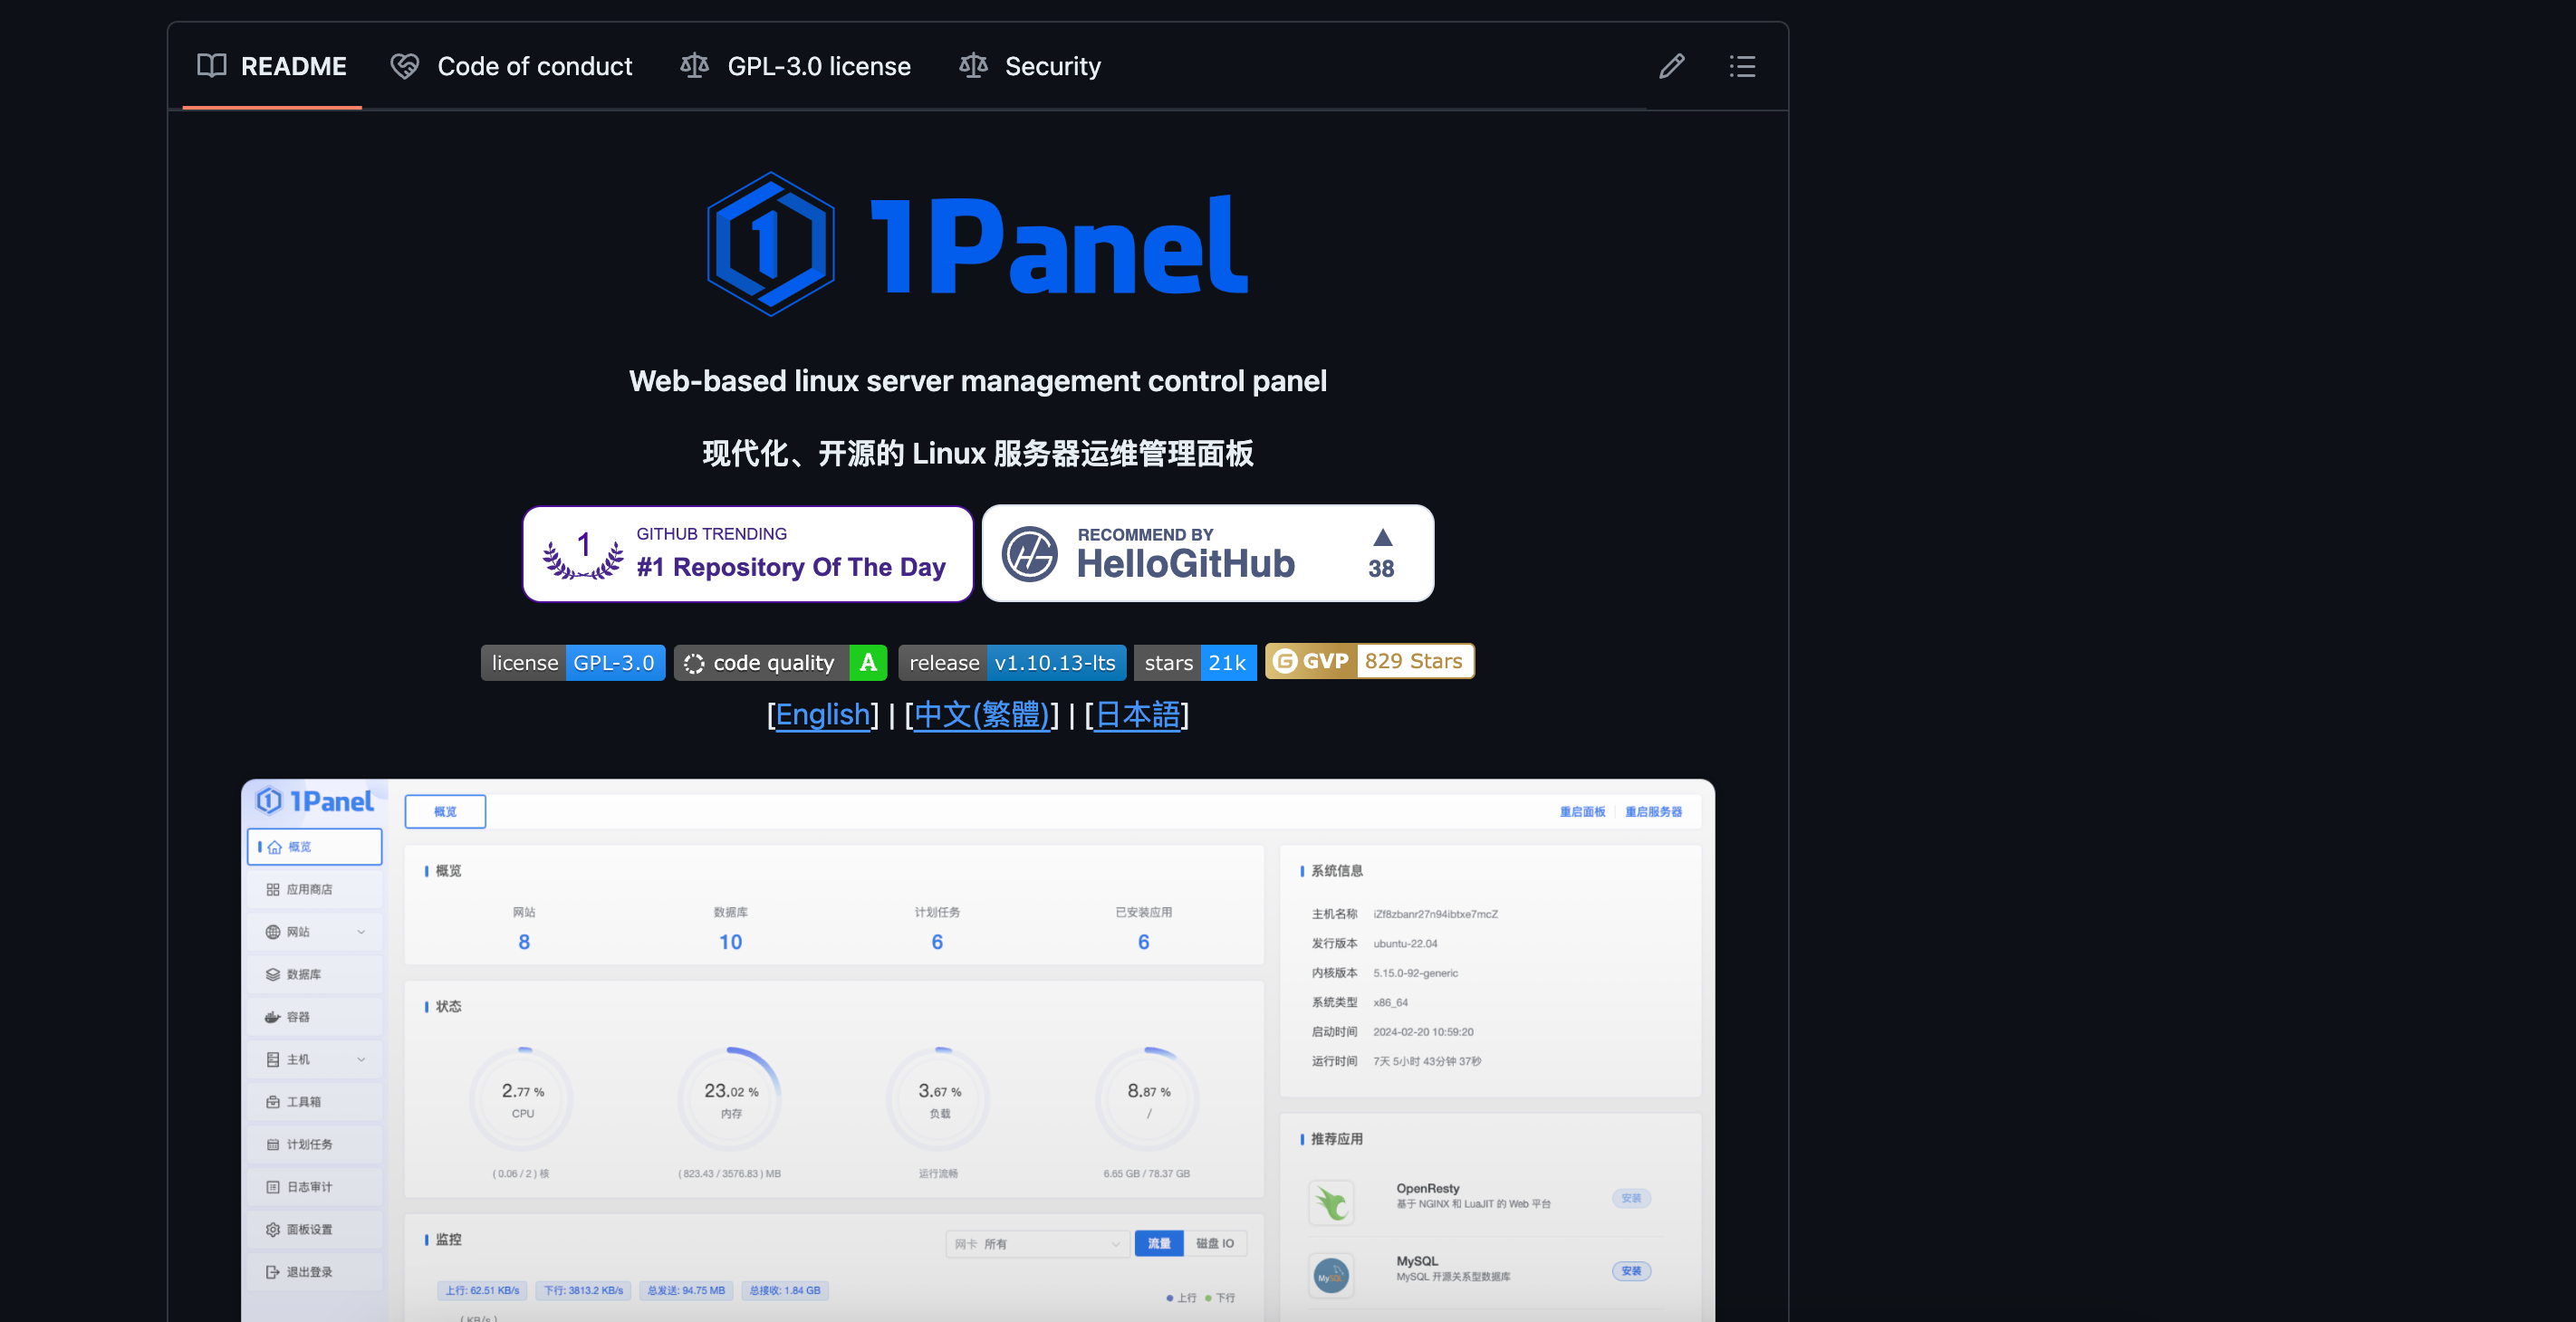 README Code of conduct GPL-3.0 license Security
1Panel
Web-based linux server management control panel
现代化、开源的 Linux 服务器运维管理面板
1 GITHUB TRENDING
#1 Repository Of The Day
RECOMMEND BY
HelloGitHub
38
license GPL-3.0 code quality A release v1.10.13-lts stars 21k GVP 829 Stars
[English] | [中文(繁體)] | [日本語]
1Panel
概览
应用商店
网站
数据库
容器
主机
工具箱
计划任务
日志审计
面板设置
退出登录
概览 重启面板 重启服务器
概览
网站 数据库 计划任务 已安装应用
8 10 6 6
状态
2.77 % 23.02 % 3.67 % 8.87 %
CPU 内存 负载 /
( 0.06 / 2 ) 核 ( 823.43 / 3576.83 ) MB 运行流畅 6.65 GB / 78.37 GB
监控 网卡 所有 流量 磁盘 IO
上行: 62.51 KB/s 下行: 3813.2 KB/s 总发送: 94.75 MB 总接收: 1.84 GB
上行 下行
( KB/s )
系统信息
主机名称 iZf8zbanr27n94ibtxe7mcZ
发行版本 ubuntu-22.04
内核版本 5.15.0-92-generic
系统类型 x86_64
启动时间 2024-02-20 10:59:20
运行时间 7天 5小时 43分钟 37秒
推荐应用
OpenResty
基于 NGINX 和 LuaJIT 的 Web 平台
安装
MySQL
MySQL
MySQL 开源关系型数据库
安装